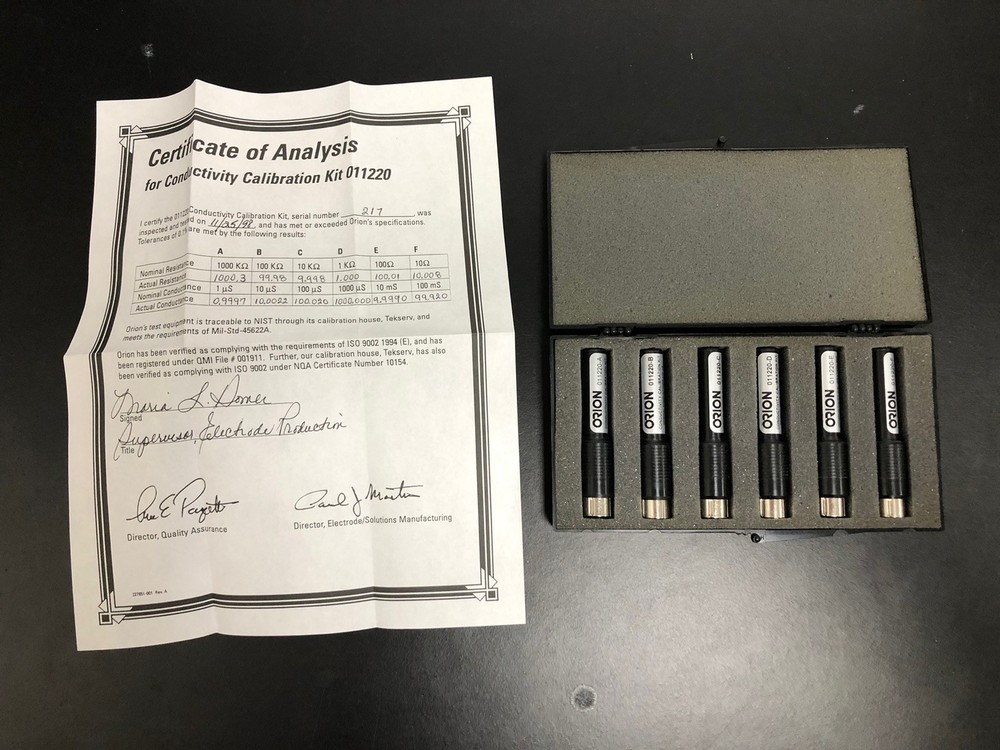 Certificate of Analysis
for Conductivity Calibration Kit 011220
I certify the 011220 Conductivity Calibration Kit, serial number 217, was
inspected and tested on 11/25/98, and has met or exceeded Orion's specifications.
Tolerances of 0.1% are met by the following results:
A B C D E F
Nominal Resistance 1000 KΩ 100 KΩ 10 KΩ 1 KΩ 100Ω 10Ω
Actual Resistance 1000.3 99.98 9.998 1.000 100.01 10.008
Nominal Conductance 1 µS 10 µS 100 µS 1000 µS 10 mS 100 mS
Actual Conductance 0.9997 10.0022 100.020 1000.000 9.9990 99.920
Orion's test equipment is traceable to NIST through its calibration house, Tekserv, and
meets the requirements of Mil-Std-45622A.
Orion has been verified as complying with the requirements of ISO 9002 1994 (E), and has
been registered under QMI File # 001911. Further, our calibration house, Tekserv, has also
been verified as complying with ISO 9002 under NQA Certificate Number 10154.
Maria L.
Signed
Supervisor, Electrode Production
Title
Paul J Martin
Director, Quality Assurance
Director, Electrode/Solutions Manufacturing
227851-001 Rev. A
ORION 011220-A
ORION 011220-B
ORION 011220-C
ORION 011220-D
ORION 011220-E
ORION 011220-F